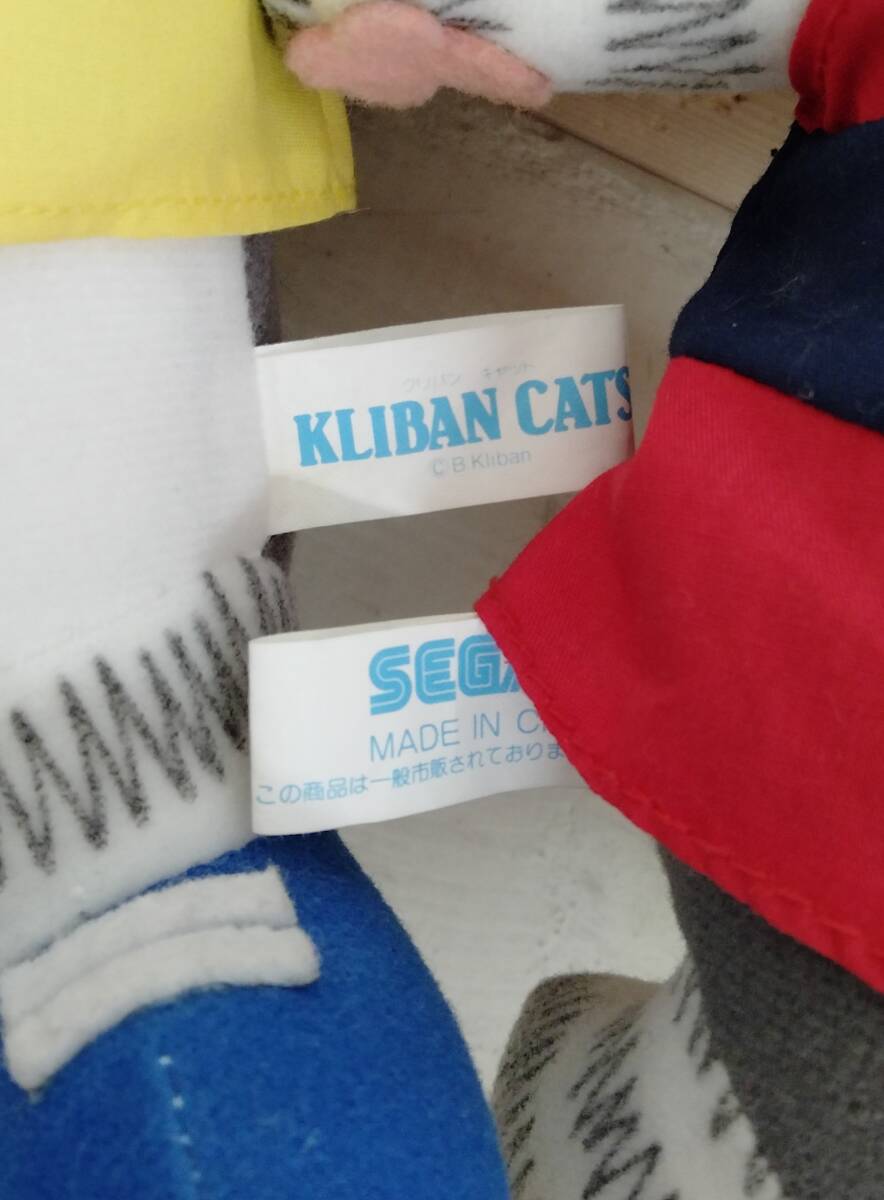 クリバン キャット
KLIBAN CATS
© B Kliban
SEGA
MADE IN C
この商品は一般市販されておりま